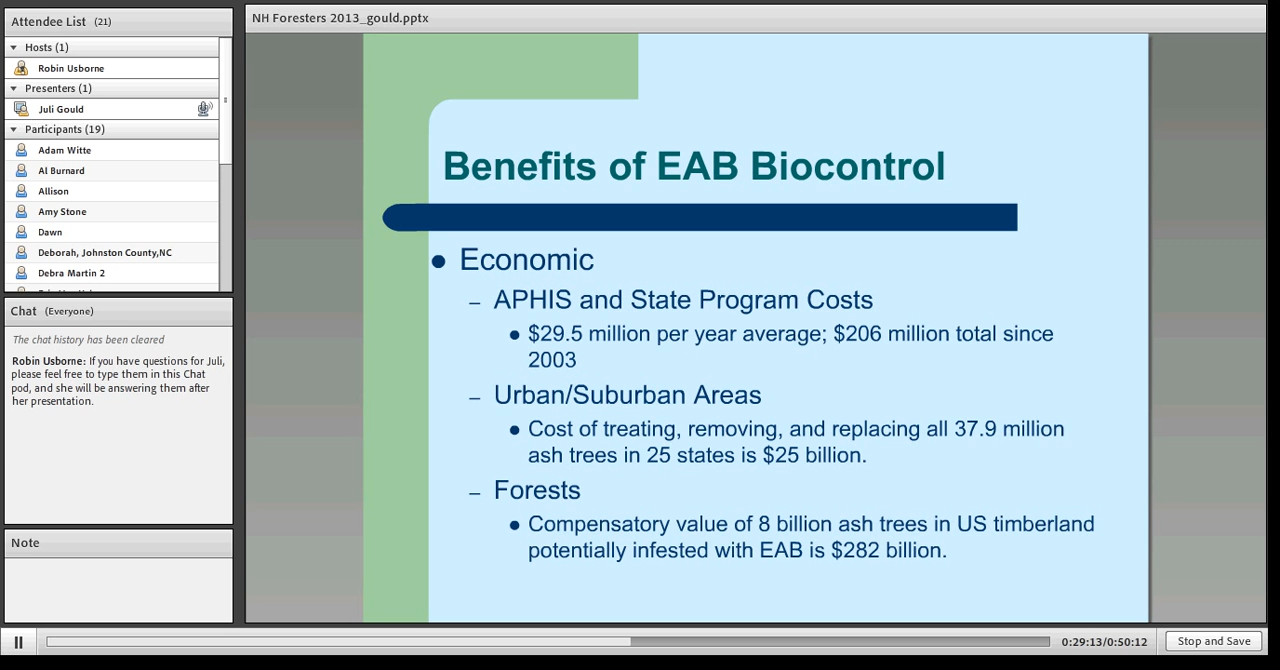 Attendee List (21)
Hosts (1)
Robin Usborne
Presenters (1)
Juli Gould
Participants (19)
Adam Witte
Al Burnard
Allison
Amy Stone
Dawn
Deborah, Johnston County,NC
Debra Martin 2
Chat (Everyone)
The chat history has been cleared
Robin Usborne: If you have questions for Juli,
please feel free to type them in this Chat
pod, and she will be answering them after
her presentation.
Note
NH Foresters 2013_gould.pptx
Benefits of EAB Biocontrol
● Economic
– APHIS and State Program Costs
● $29.5 million per year average; $206 million total since
2003
– Urban/Suburban Areas
● Cost of treating, removing, and replacing all 37.9 million
ash trees in 25 states is $25 billion.
– Forests
● Compensatory value of 8 billion ash trees in US timberland
potentially infested with EAB is $282 billion.
0:29:13/0:50:12
Stop and Save